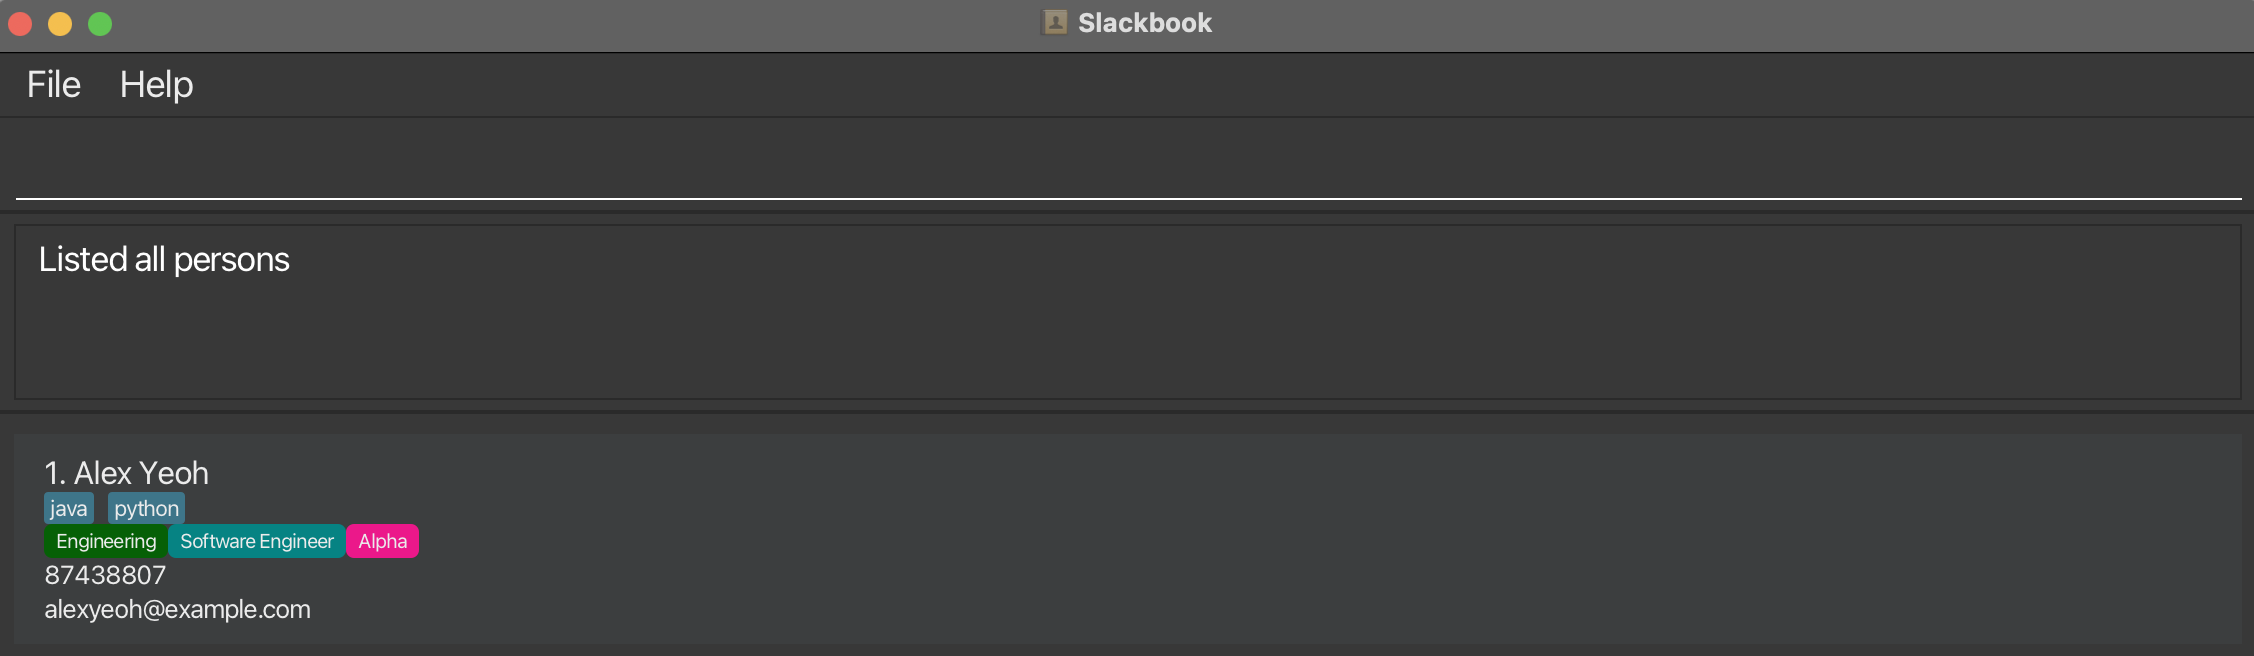 Slackbook
File Help
Listed all persons
1. Alex Yeoh
java python
Engineering Software Engineer Alpha
87438807
alexyeoh@example.com